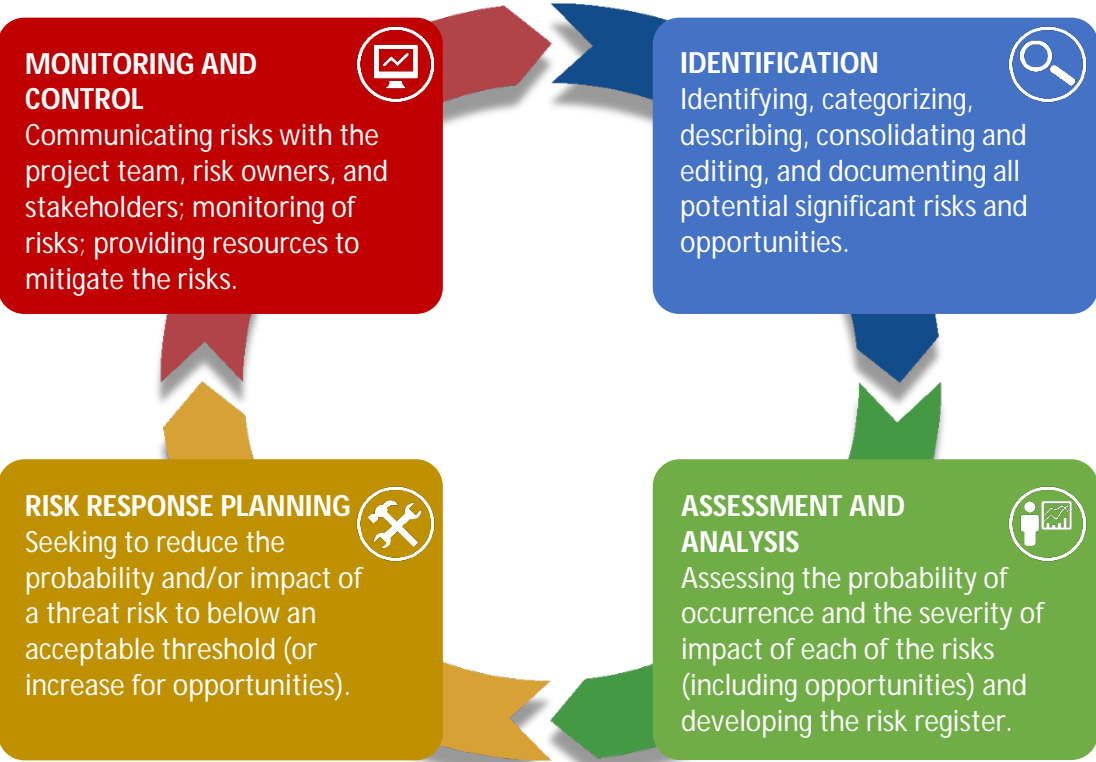 MONITORING AND
CONTROL
Communicating risks with the
project team, risk owners, and
stakeholders; monitoring of
risks; providing resources to
mitigate the risks.
IDENTIFICATION
Identifying, categorizing,
describing, consolidating and
editing, and documenting all
potential significant risks and
opportunities.
RISK RESPONSE PLANNING
Seeking to reduce the
probability and/or impact of
a threat risk to below an
acceptable threshold (or
increase for opportunities).
ASSESSMENT AND
ANALYSIS
Assessing the probability of
occurrence and the severity of
impact of each of the risks
(including opportunities) and
developing the risk register.